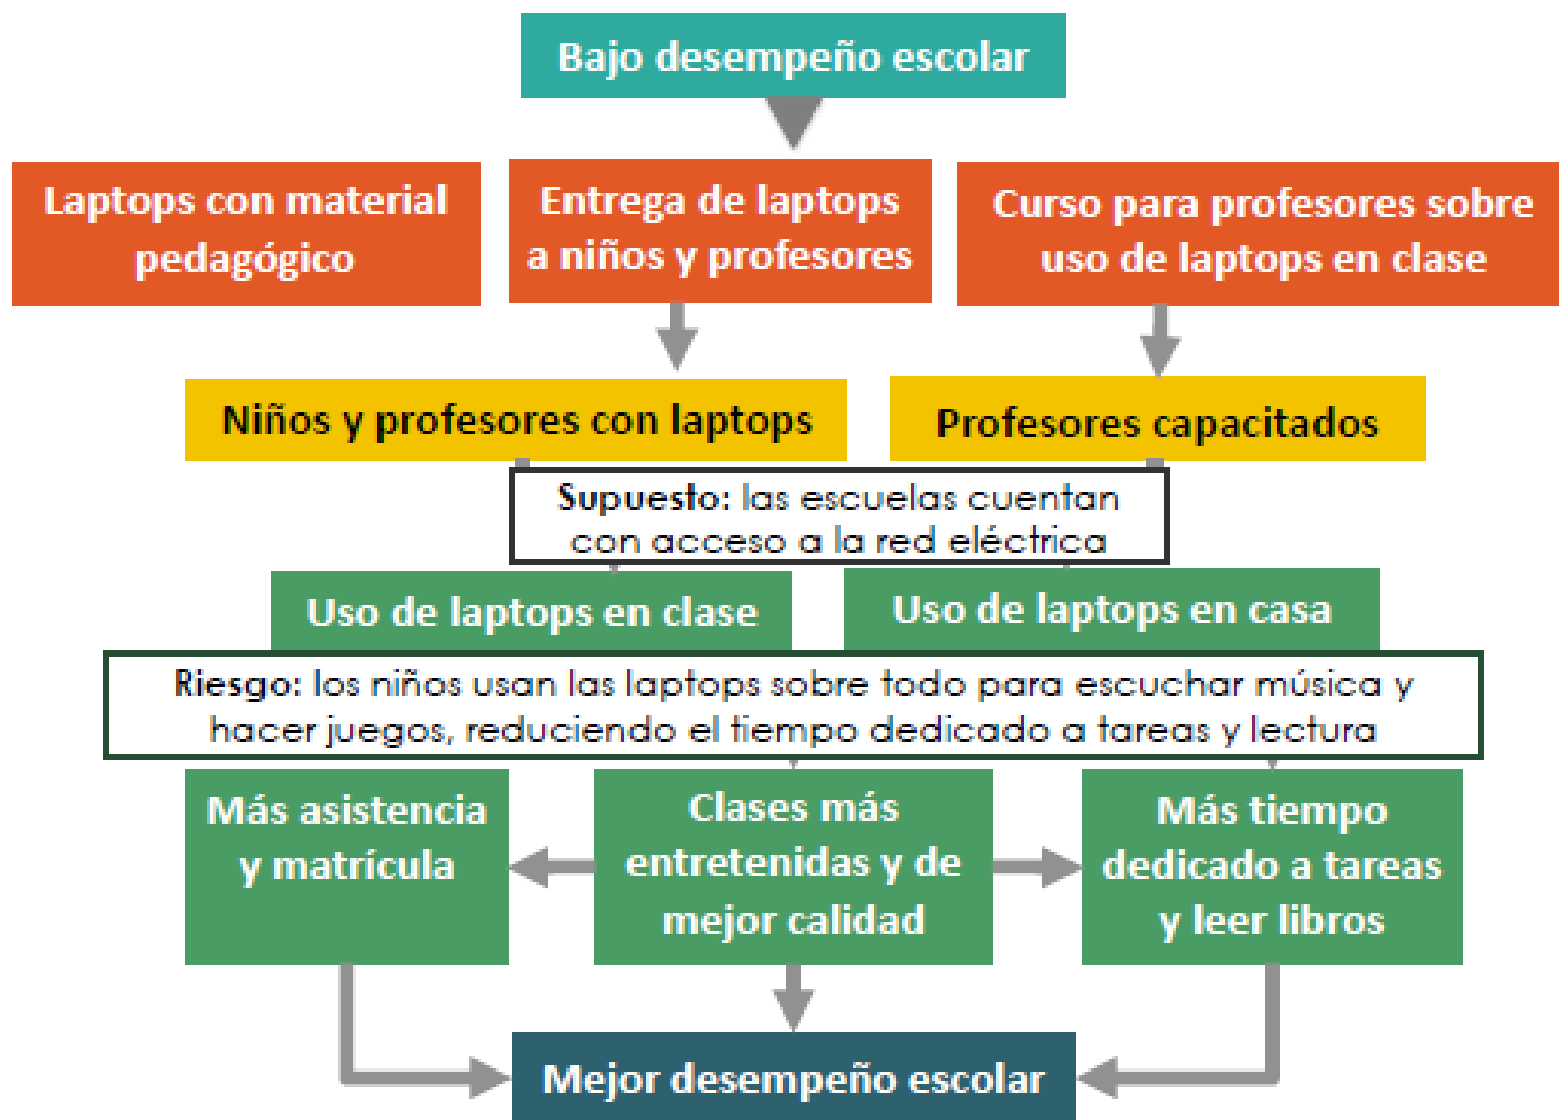 Bajo desempeño escolar
Laptops con material
pedagógico
Entrega de laptops
a niños y profesores
Curso para profesores sobre
uso de laptops en clase
Niños y profesores con laptops
Profesores capacitados
Supuesto: las escuelas cuentan
con acceso a la red eléctrica
Uso de laptops en clase
Uso de laptops en casa
Riesgo: los niños usan las laptops sobre todo para escuchar música y
hacer juegos, reduciendo el tiempo dedicado a tareas y lectura
Más asistencia
y matrícula
Clases más
entretenidas y de
mejor calidad
Más tiempo
dedicado a tareas
y leer libros
Mejor desempeño escolar